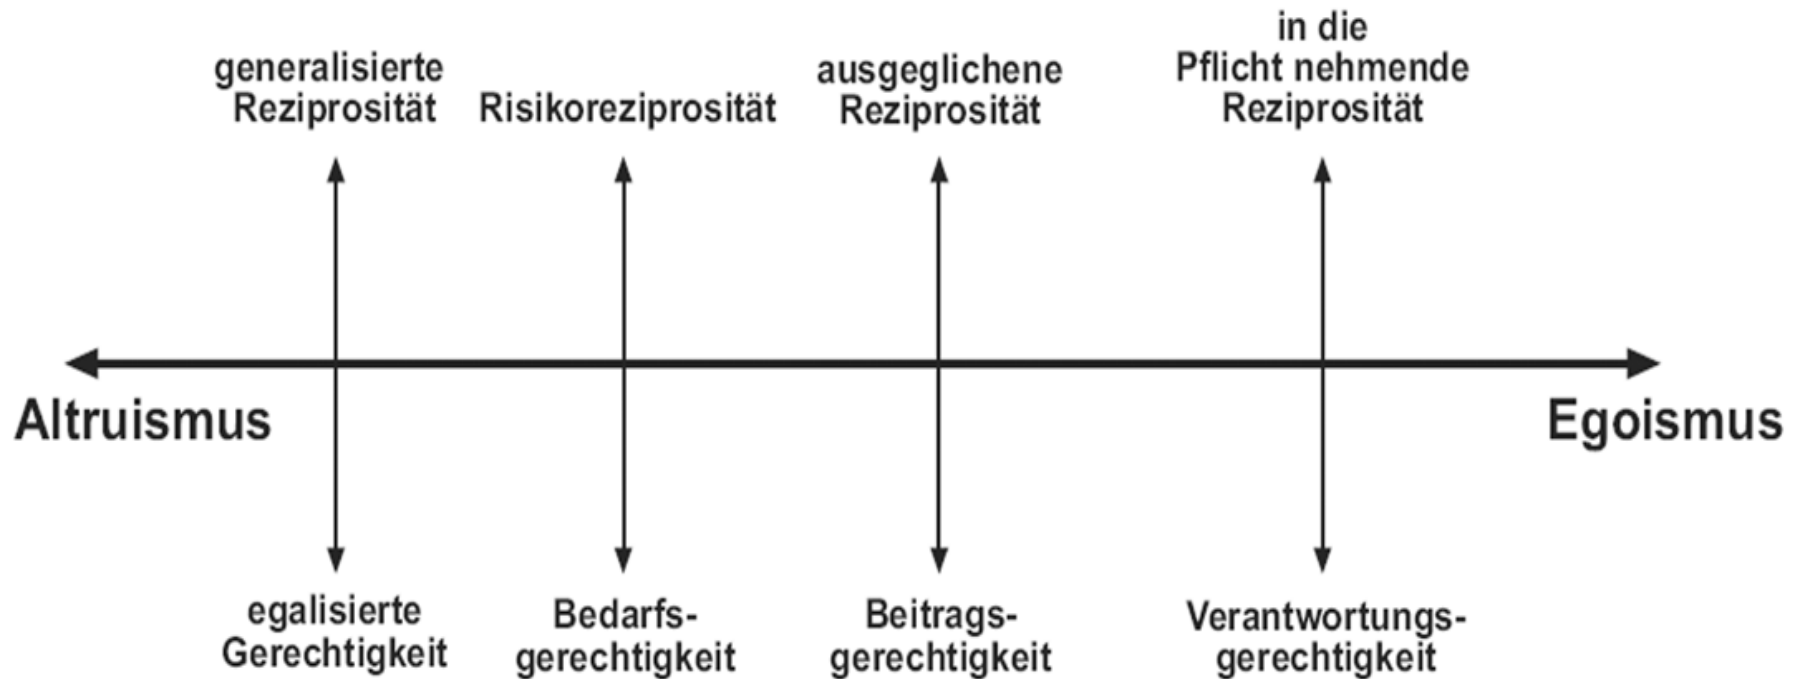 generalisierte
Reziprosität
Risikoreziprosität
ausgeglichene
Reziprosität
in die
Pflicht nehmende
Reziprosität
Altruismus
Egoismus
egalisierte
Gerechtigkeit
Bedarfs-
gerechtigkeit
Beitrags-
gerechtigkeit
Verantwortungs-
gerechtigkeit